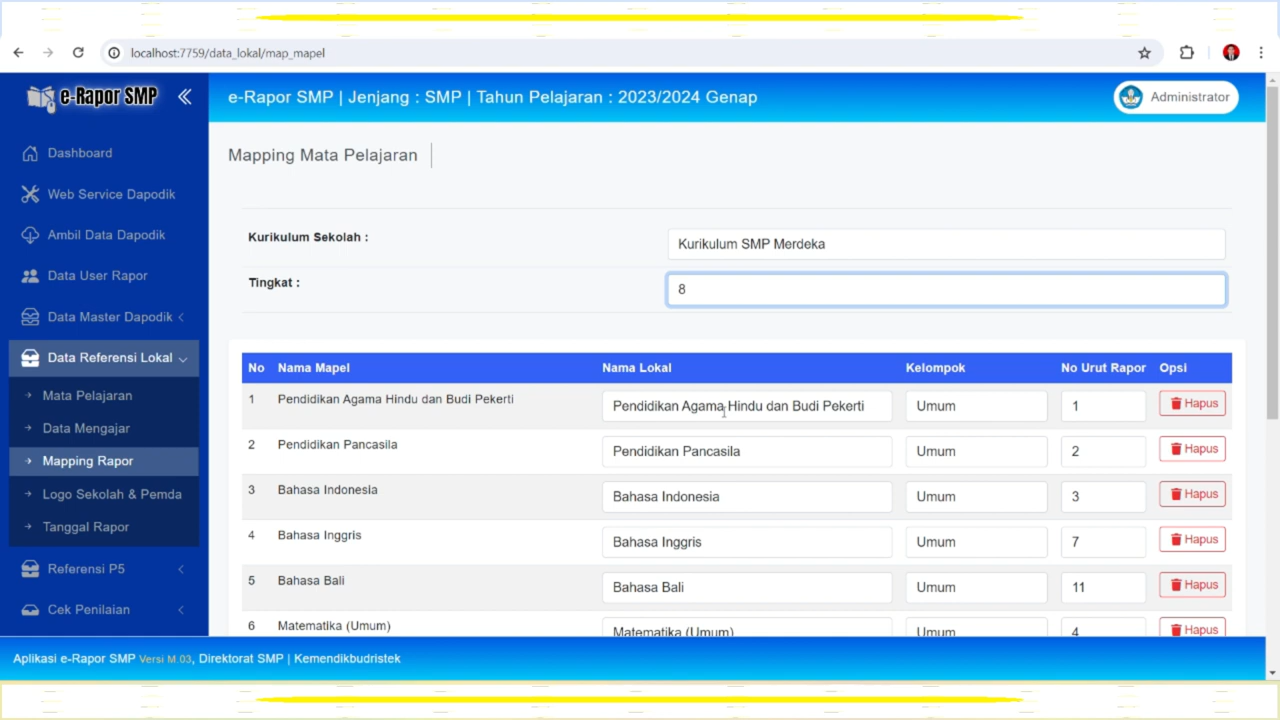 localhost:7759/data_lokal/map_mapel
e-Rapor SMP
e-Rapor SMP | Jenjang : SMP | Tahun Pelajaran : 2023/2024 Genap
Administrator
Dashboard
Web Service Dapodik
Ambil Data Dapodik
Data User Rapor
Data Master Dapodik
Data Referensi Lokal
Mata Pelajaran
Data Mengajar
Mapping Rapor
Logo Sekolah & Pemda
Tanggal Rapor
Referensi P5
Cek Penilaian
Mapping Mata Pelajaran
Kurikulum Sekolah : Kurikulum SMP Merdeka
Tingkat : 8
No Nama Mapel Nama Lokal Kelompok No Urut Rapor Opsi
1 Pendidikan Agama Hindu dan Budi Pekerti Pendidikan Agama Hindu dan Budi Pekerti Umum 1 Hapus
2 Pendidikan Pancasila Pendidikan Pancasila Umum 2 Hapus
3 Bahasa Indonesia Bahasa Indonesia Umum 3 Hapus
4 Bahasa Inggris Bahasa Inggris Umum 7 Hapus
5 Bahasa Bali Bahasa Bali Umum 11 Hapus
6 Matematika (Umum) Matematika (Umum) Umum 4 Hapus
Aplikasi e-Rapor SMP Versi M.03, Direktorat SMP | Kemendikbudristek